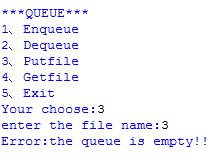 ***QUEUE***
1、Enqueue
2、Dequeue
3、Putfile
4、Getfile
5、Exit
Your choose:3
enter the file name:3
Error:the queue is empty!!